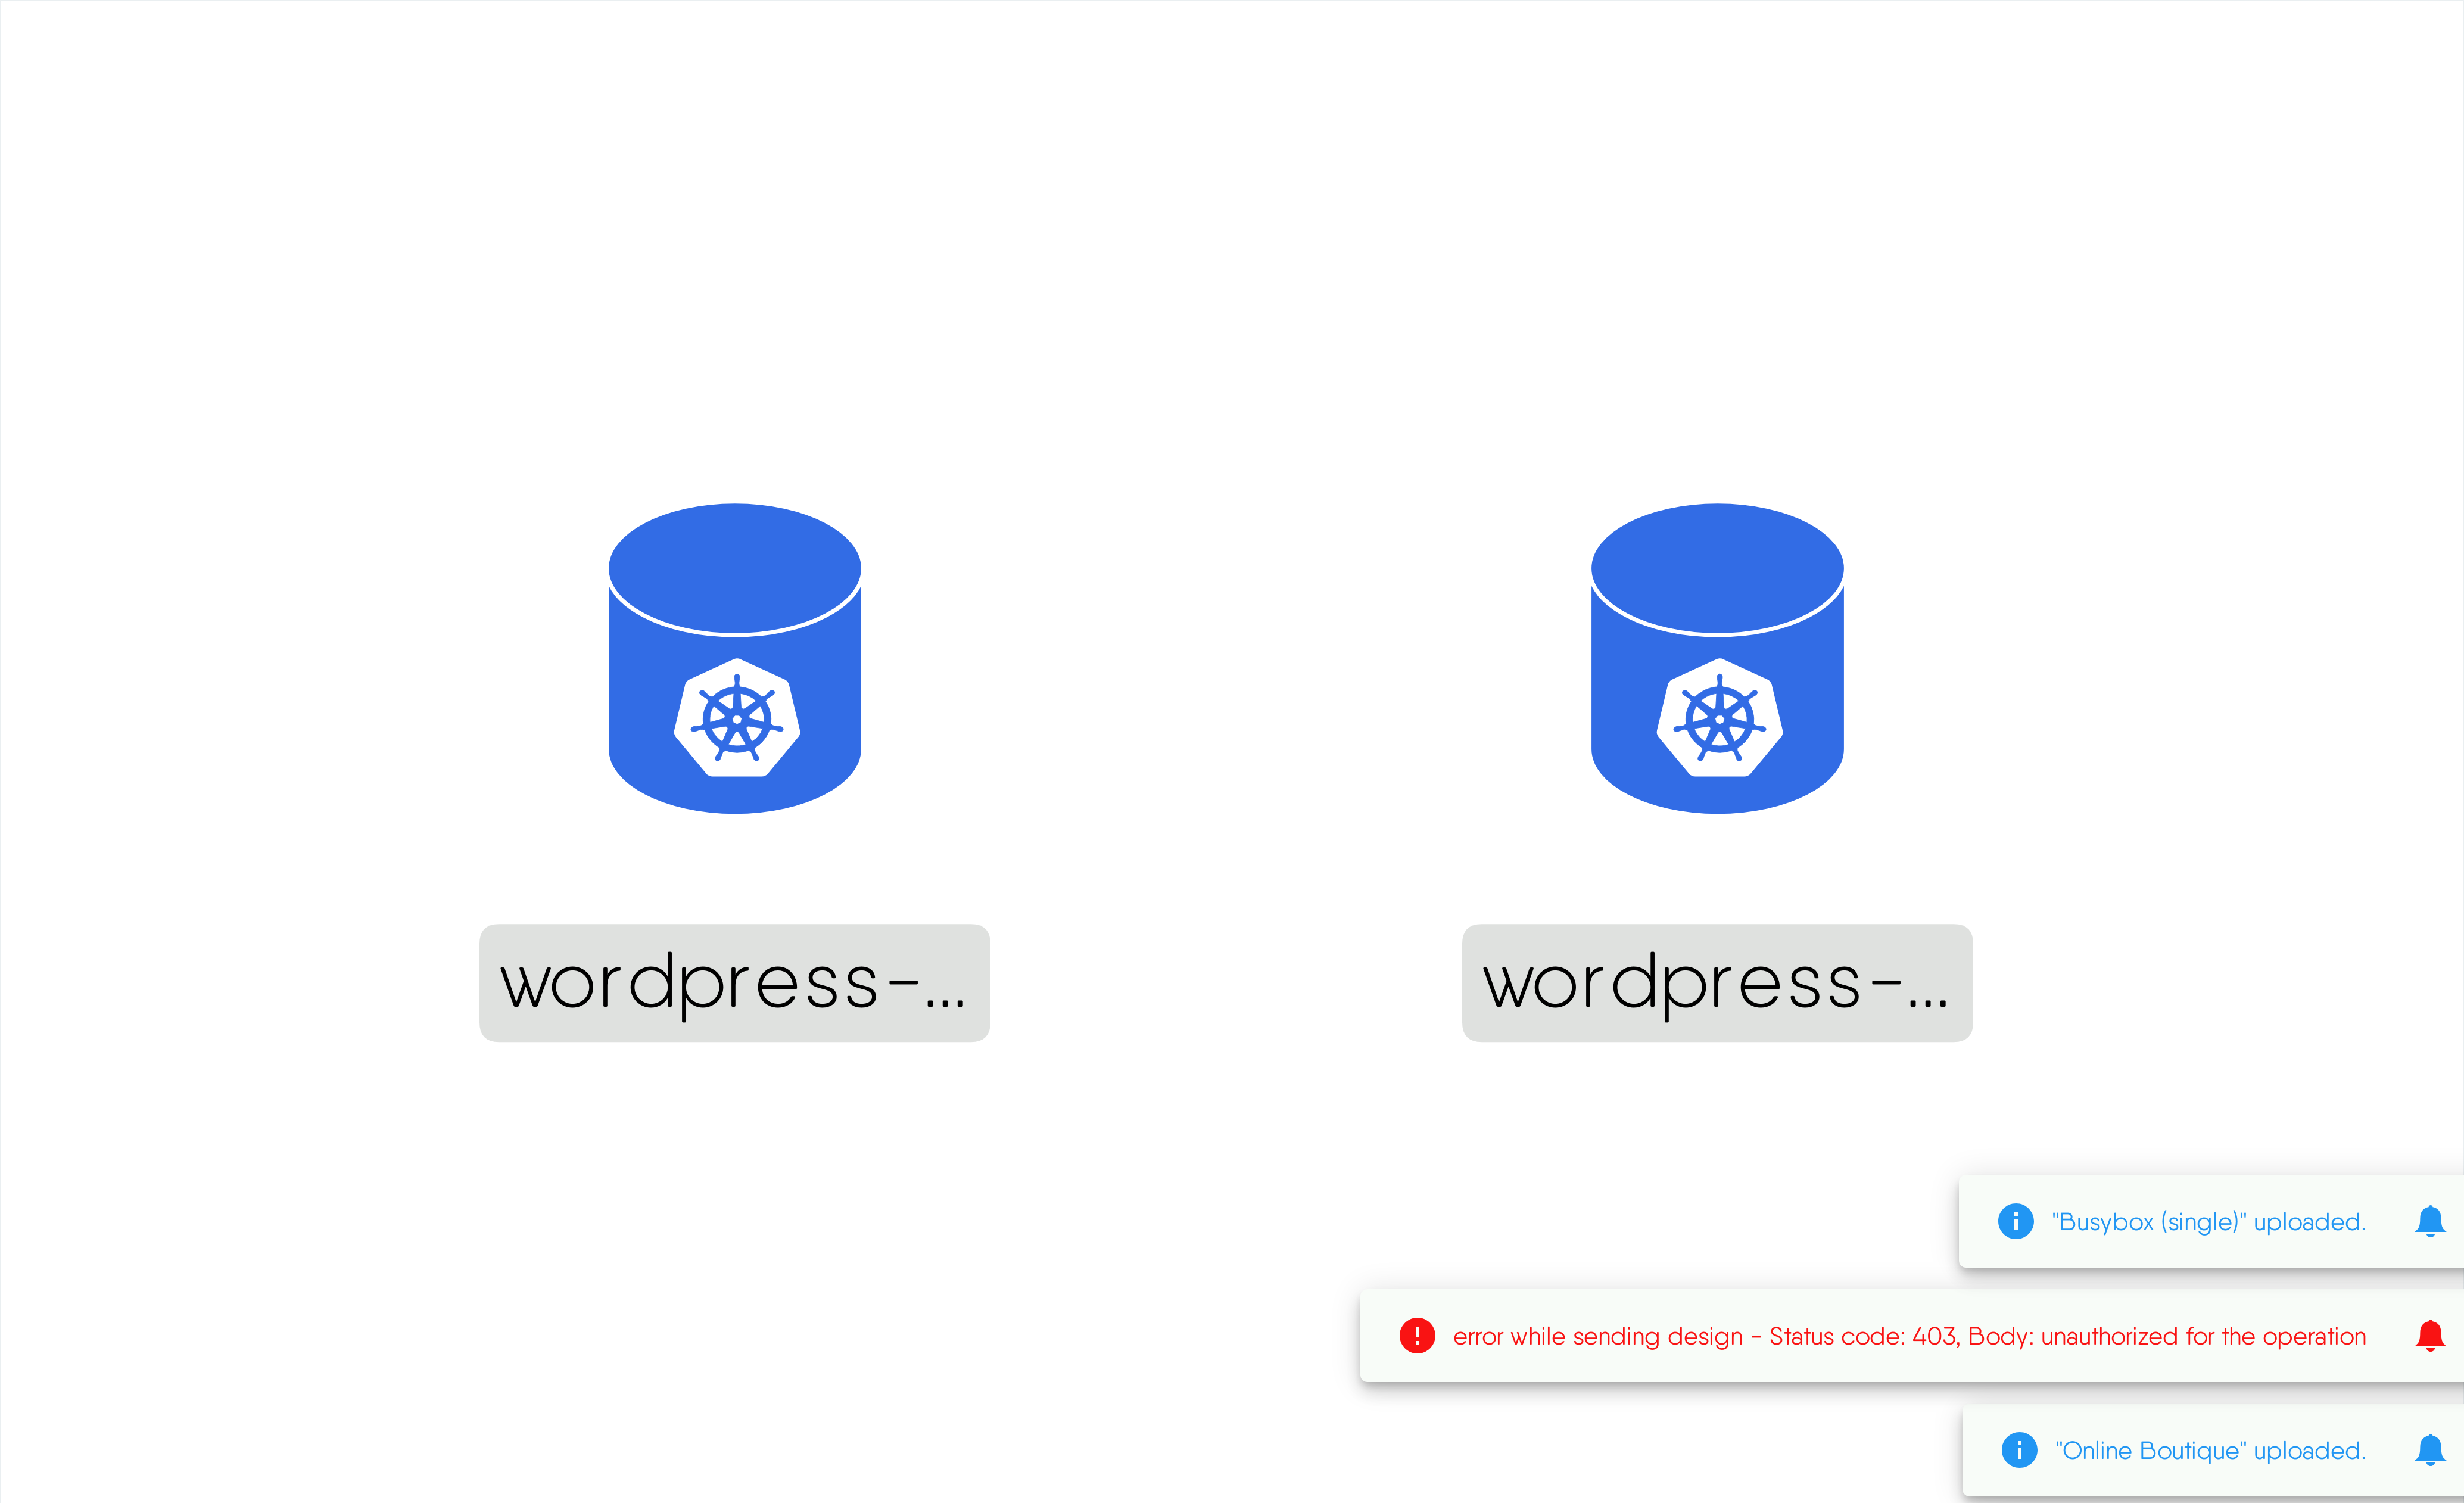 wordpress-...
wordpress-...
"Busybox (single)" uploaded.
error while sending design - Status code: 403, Body: unauthorized for the operation
"Online Boutique" uploaded.